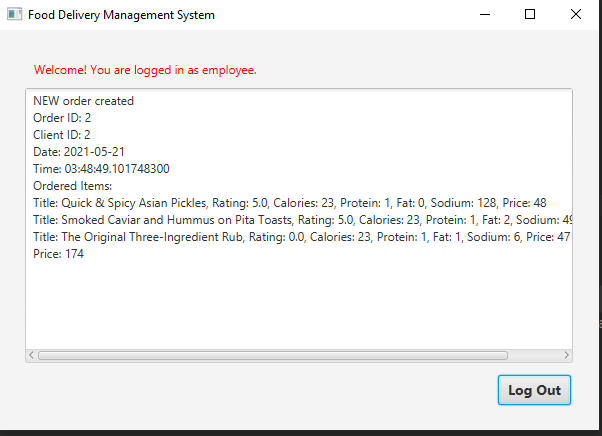 Food Delivery Management System
Welcome! You are logged in as employee.
NEW order created
Order ID: 2
Client ID: 2
Date: 2021-05-21
Time: 03:48:49.101748300
Ordered Items:
Title: Quick & Spicy Asian Pickles, Rating: 5.0, Calories: 23, Protein: 1, Fat: 0, Sodium: 128, Price: 48
Title: Smoked Caviar and Hummus on Pita Toasts, Rating: 5.0, Calories: 23, Protein: 1, Fat: 2, Sodium:
Title: The Original Three-Ingredient Rub, Rating: 0.0, Calories: 23, Protein: 1, Fat: 1, Sodium: 6, Price: 47
Price: 174
Log Out